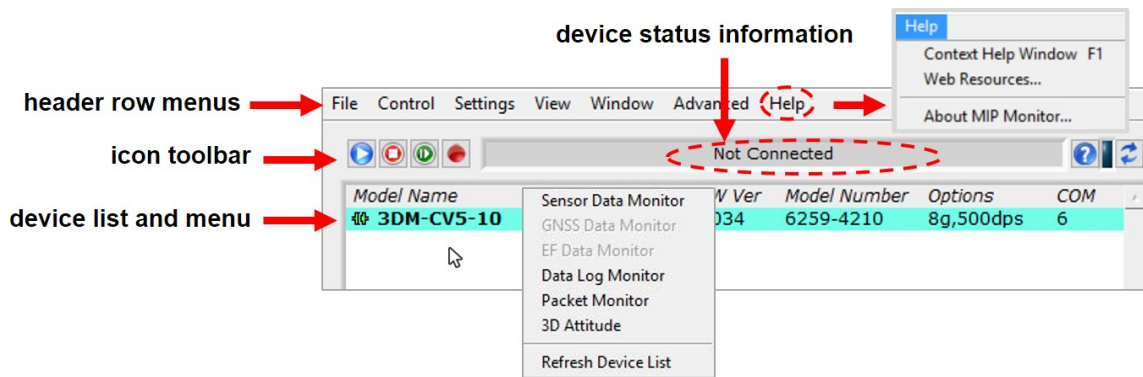 device status information
Help
Context Help Window F1
Web Resources...
About MIP Monitor...
header row menus
File Control Settings View Window Advanced Help
icon toolbar
Not Connected
device list and menu
Model Name W Ver Model Number Options COM
3DM-CV5-10 034 6259-4210 8g,500dps 6
Sensor Data Monitor
GNSS Data Monitor
EF Data Monitor
Data Log Monitor
Packet Monitor
3D Attitude
Refresh Device List